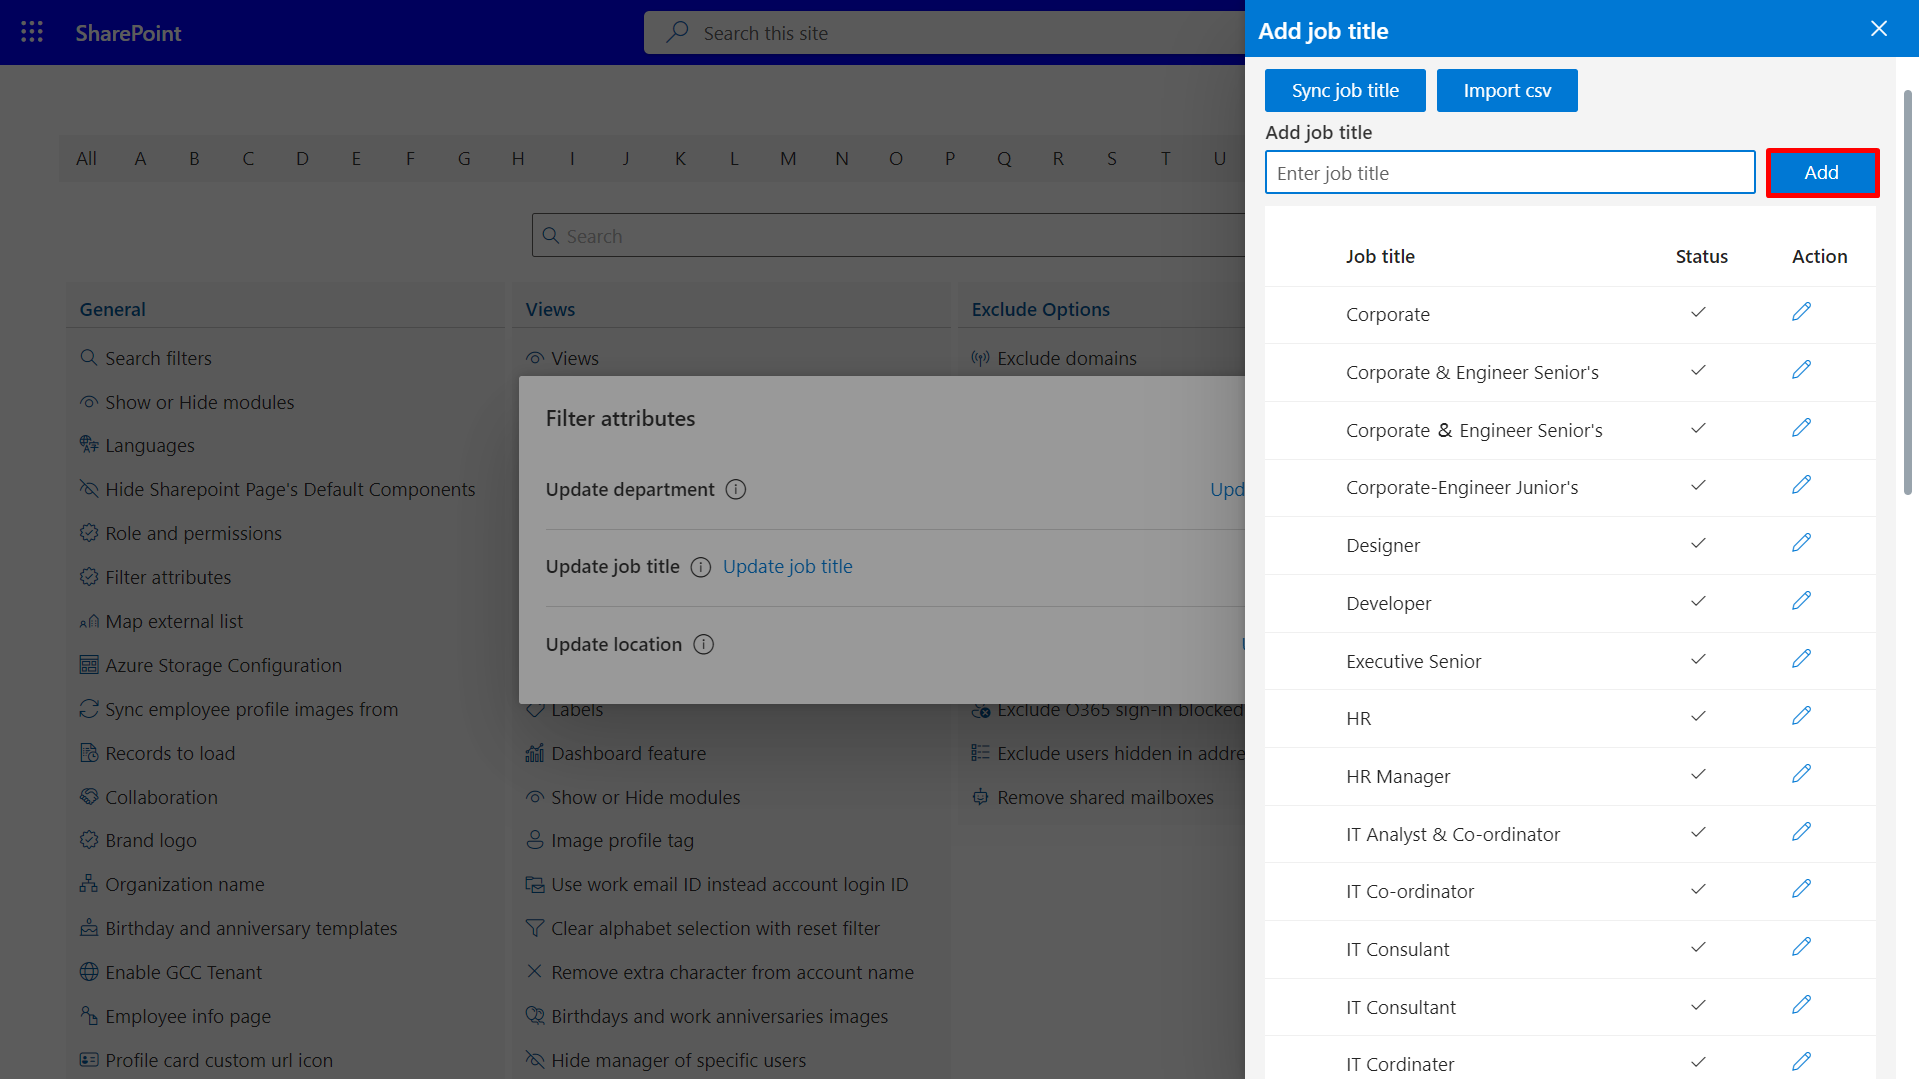 SharePoint
Search this site
All A B C D E F G H I J K L M N O P Q R S T U
Search
General
Search filters
Show or Hide modules
Languages
Hide Sharepoint Page's Default Components
Role and permissions
Filter attributes
Map external list
Azure Storage Configuration
Sync employee profile images from
Records to load
Collaboration
Brand logo
Organization name
Birthday and anniversary templates
Enable GCC Tenant
Employee info page
Profile card custom url icon
Views
Views
Labels
Dashboard feature
Show or Hide modules
Image profile tag
Use work email ID instead account login ID
Clear alphabet selection with reset filter
Remove extra character from account name
Birthdays and work anniversaries images
Hide manager of specific users
Exclude Options
Exclude domains
Exclude O365 sign-in blocked
Exclude users hidden in addre
Remove shared mailboxes
Filter attributes
Update department Upd
Update job title Update job title
Update location
Add job title
Sync job title Import csv
Add job title
Enter job title Add
Job title Status Action
Corporate
Corporate & Engineer Senior's
Corporate ＆ Engineer Senior's
Corporate-Engineer Junior's
Designer
Developer
Executive Senior
HR
HR Manager
IT Analyst & Co-ordinator
IT Co-ordinator
IT Consulant
IT Consultant
IT Cordinater